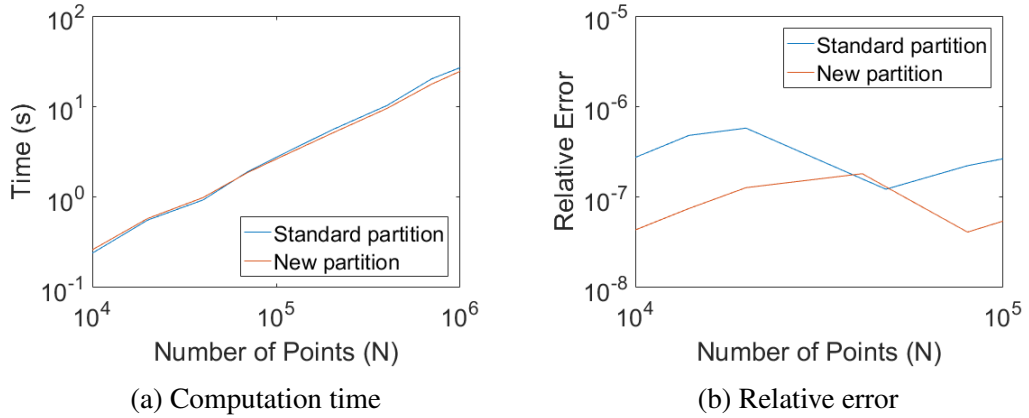 10^2
10^1
10^0
10^-1
Time (s)
Standard partition
New partition
10^4
10^5
10^6
Number of Points (N)
(a) Computation time
10^-5
10^-6
10^-7
10^-8
Relative Error
Standard partition
New partition
10^4
10^5
Number of Points (N)
(b) Relative error